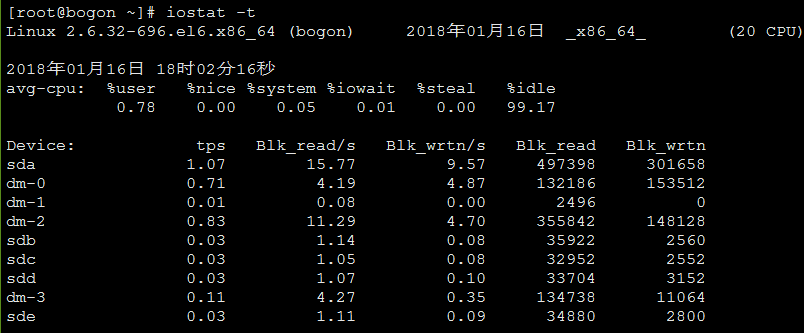 [root@bogon ~]# iostat -t
Linux 2.6.32-696.el6.x86_64 (bogon) 2018年01月16日 _x86_64_ (20 CPU)
2018年01月16日 18时02分16秒
avg-cpu: %user %nice %system %iowait %steal %idle
0.78 0.00 0.05 0.01 0.00 99.17
Device: tps Blk_read/s Blk_wrtn/s Blk_read Blk_wrtn
sda 1.07 15.77 9.57 497398 301658
dm-0 0.71 4.19 4.87 132186 153512
dm-1 0.01 0.08 0.00 2496 0
dm-2 0.83 11.29 4.70 355842 148128
sdb 0.03 1.14 0.08 35922 2560
sdc 0.03 1.05 0.08 32952 2552
sdd 0.03 1.07 0.10 33704 3152
dm-3 0.11 4.27 0.35 134738 11064
sde 0.03 1.11 0.09 34880 2800